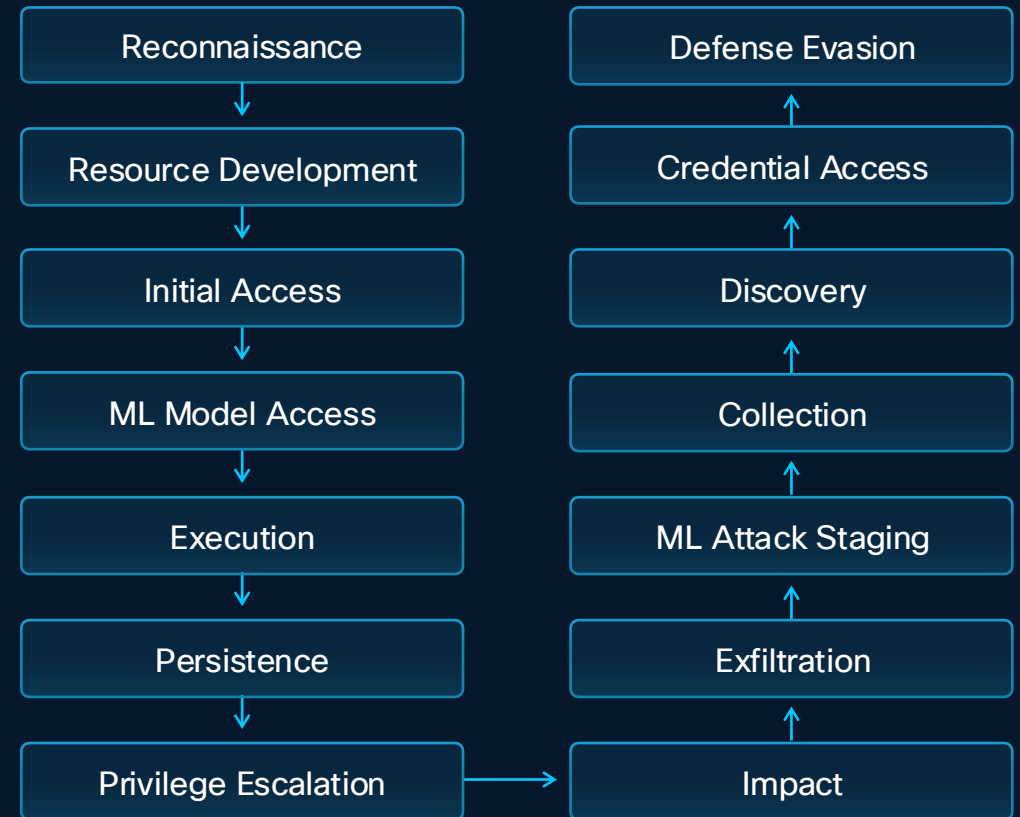 Reconnaissance
Resource Development
Initial Access
ML Model Access
Execution
Persistence
Privilege Escalation
Impact
Exfiltration
ML Attack Staging
Collection
Discovery
Credential Access
Defense Evasion